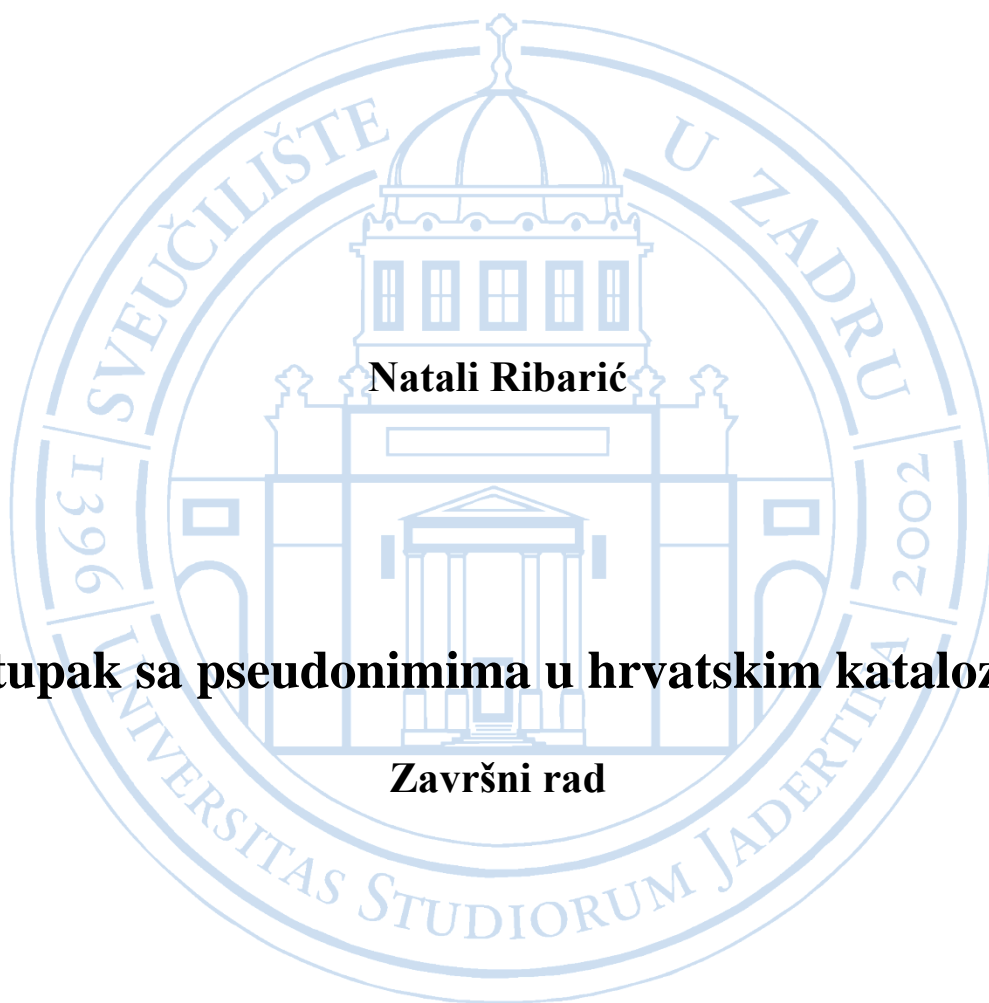 SVEUČILIŠTE U ZADRU
Natali Ribarić
1396
2002
tupak sa pseudonimima u hrvatskim kataloz
Završni rad
UNIVERSITAS STUDIORUM JADERTINA